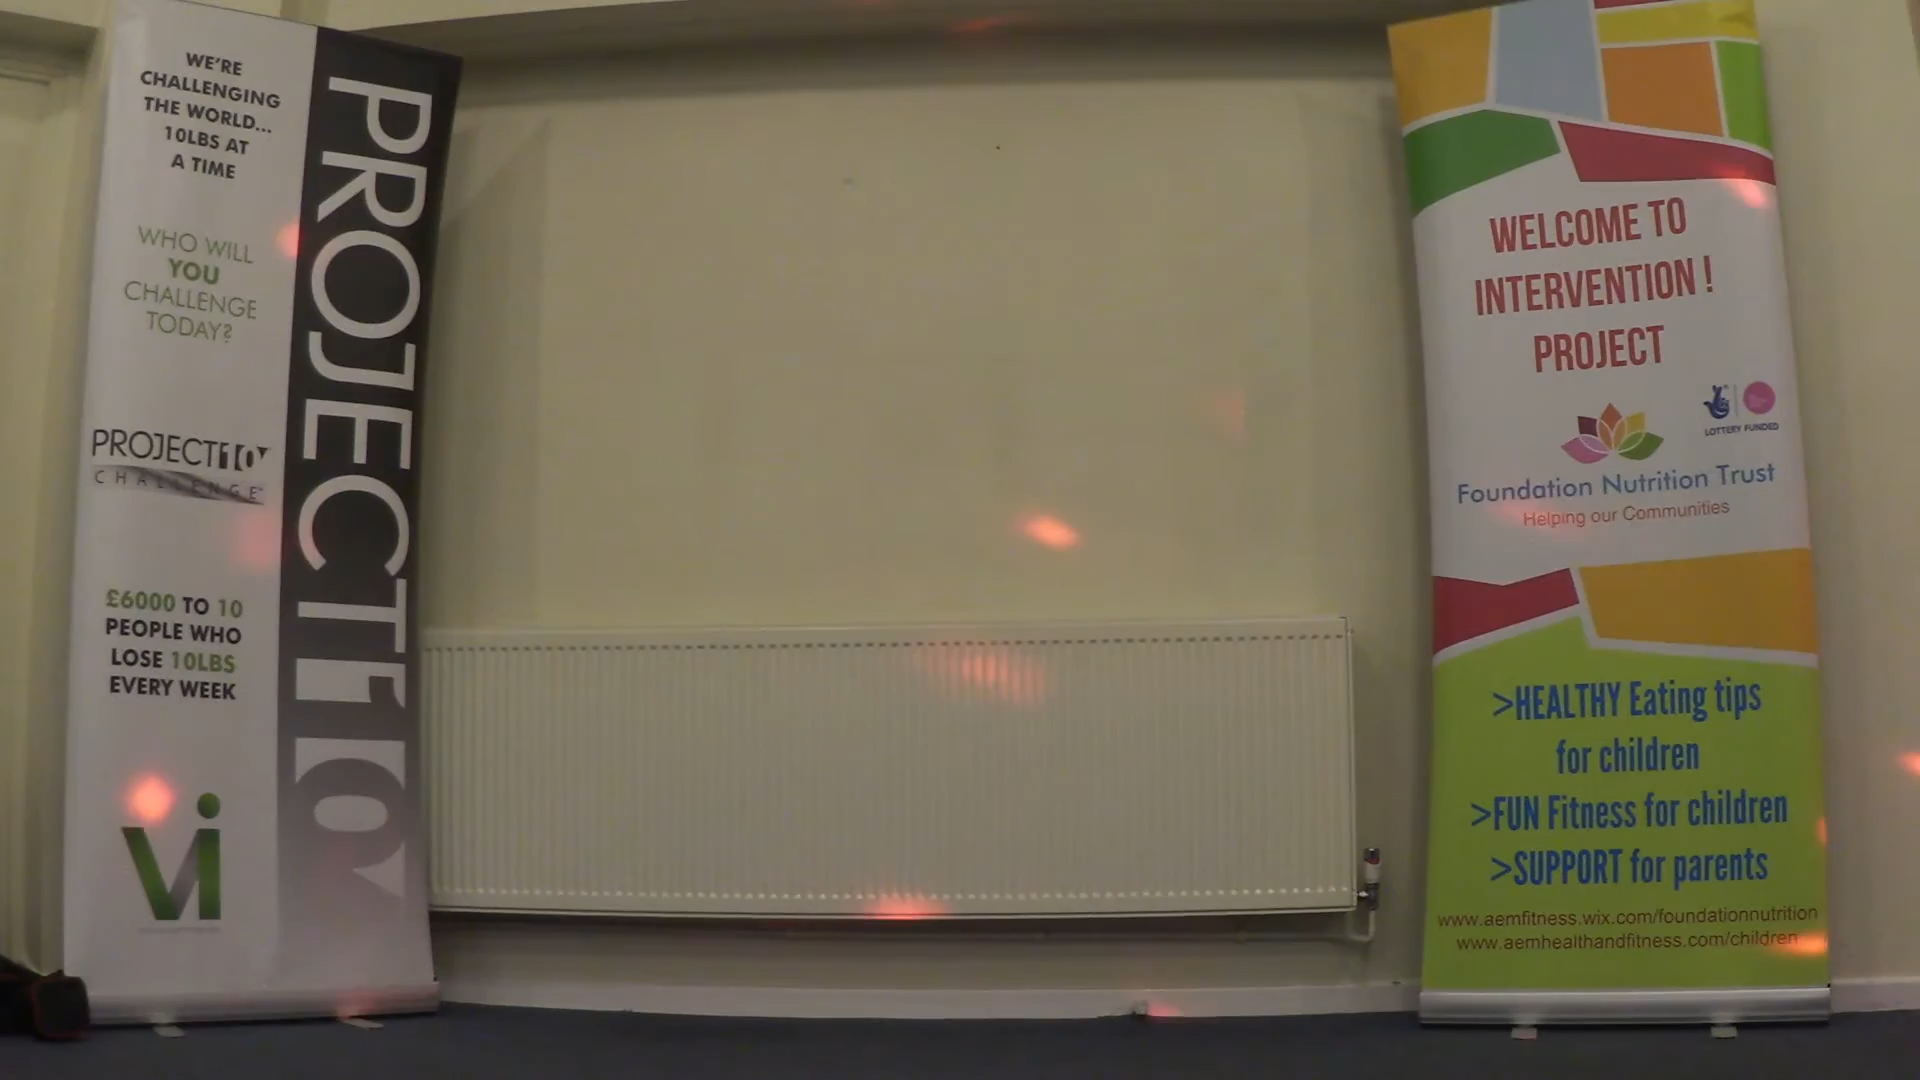 WE'RE
CHALLENGING
THE WORLD...
10LBS AT
A TIME
WHO WILL
YOU
CHALLENGE
TODAY?
PROJECT10
CHALLENGE
£6000 TO 10
PEOPLE WHO
LOSE 10LBS
EVERY WEEK
Vi
PROJECT10
WELCOME TO
INTERVENTION !
PROJECT
LOTTERY FUNDED
Foundation Nutrition Trust
Helping our Communities
>HEALTHY Eating tips
for children
>FUN Fitness for children
>SUPPORT for parents
www.aemfitness.wix.com/foundationnutrition
www.aemhealthandfitness.com/children